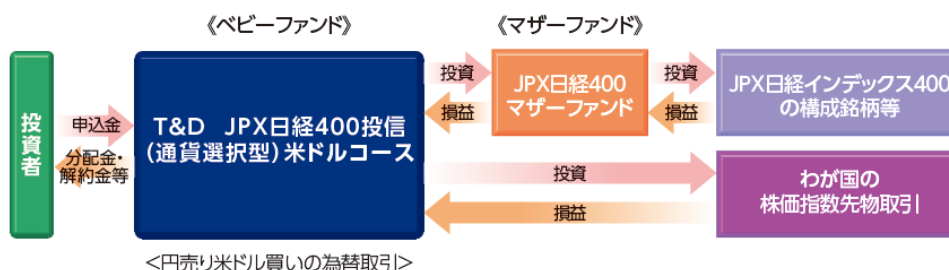 《ベビーファンド》
《マザーファンド》
投資者
申込金
分配金・
解約金等
T&D JPX日経400投信
(通貨選択型)米ドルコース
投資
損益
JPX日経400
マザーファンド
投資
損益
JPX日経インデックス400
の構成銘柄等
投資
損益
わが国の
株価指数先物取引
<円売り米ドル買いの為替取引>